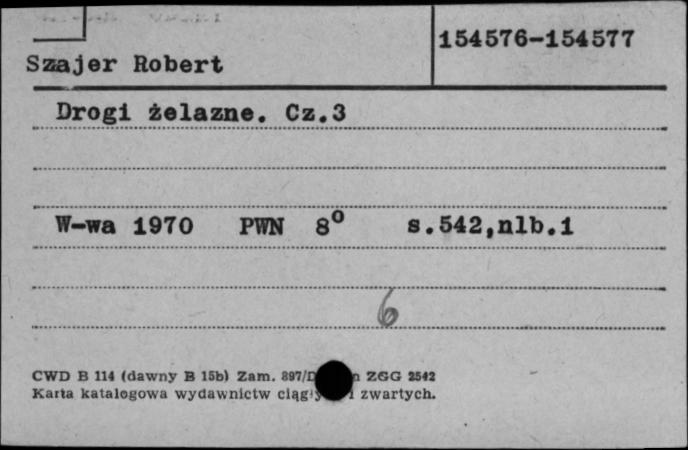 154576-154577
Szajer Robert
Drogi żelazne. Cz.3
W-wa 1970 PWN 8° s.542,nlb.1
6
CWD B 114 (dawny B 15b) Zam. 897/D ZGG 2542
Karta katalogowa wydawnictw i zwartych.